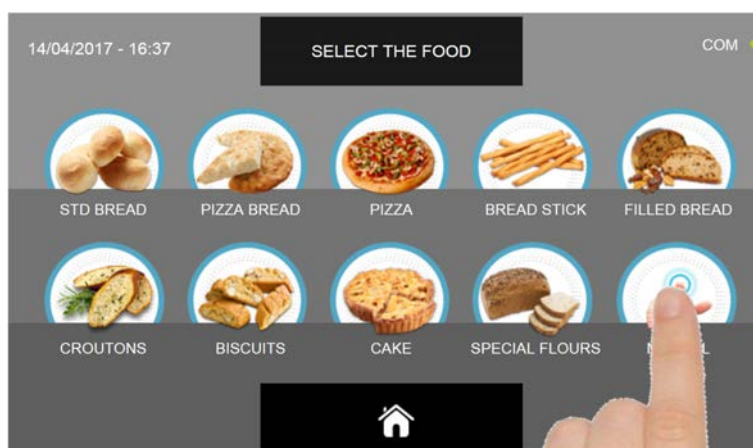 14/04/2017 - 16:37
SELECT THE FOOD
COM
STD BREAD
PIZZA BREAD
PIZZA
BREAD STICK
FILLED BREAD
CROUTONS
BISCUITS
CAKE
SPECIAL FLOURS